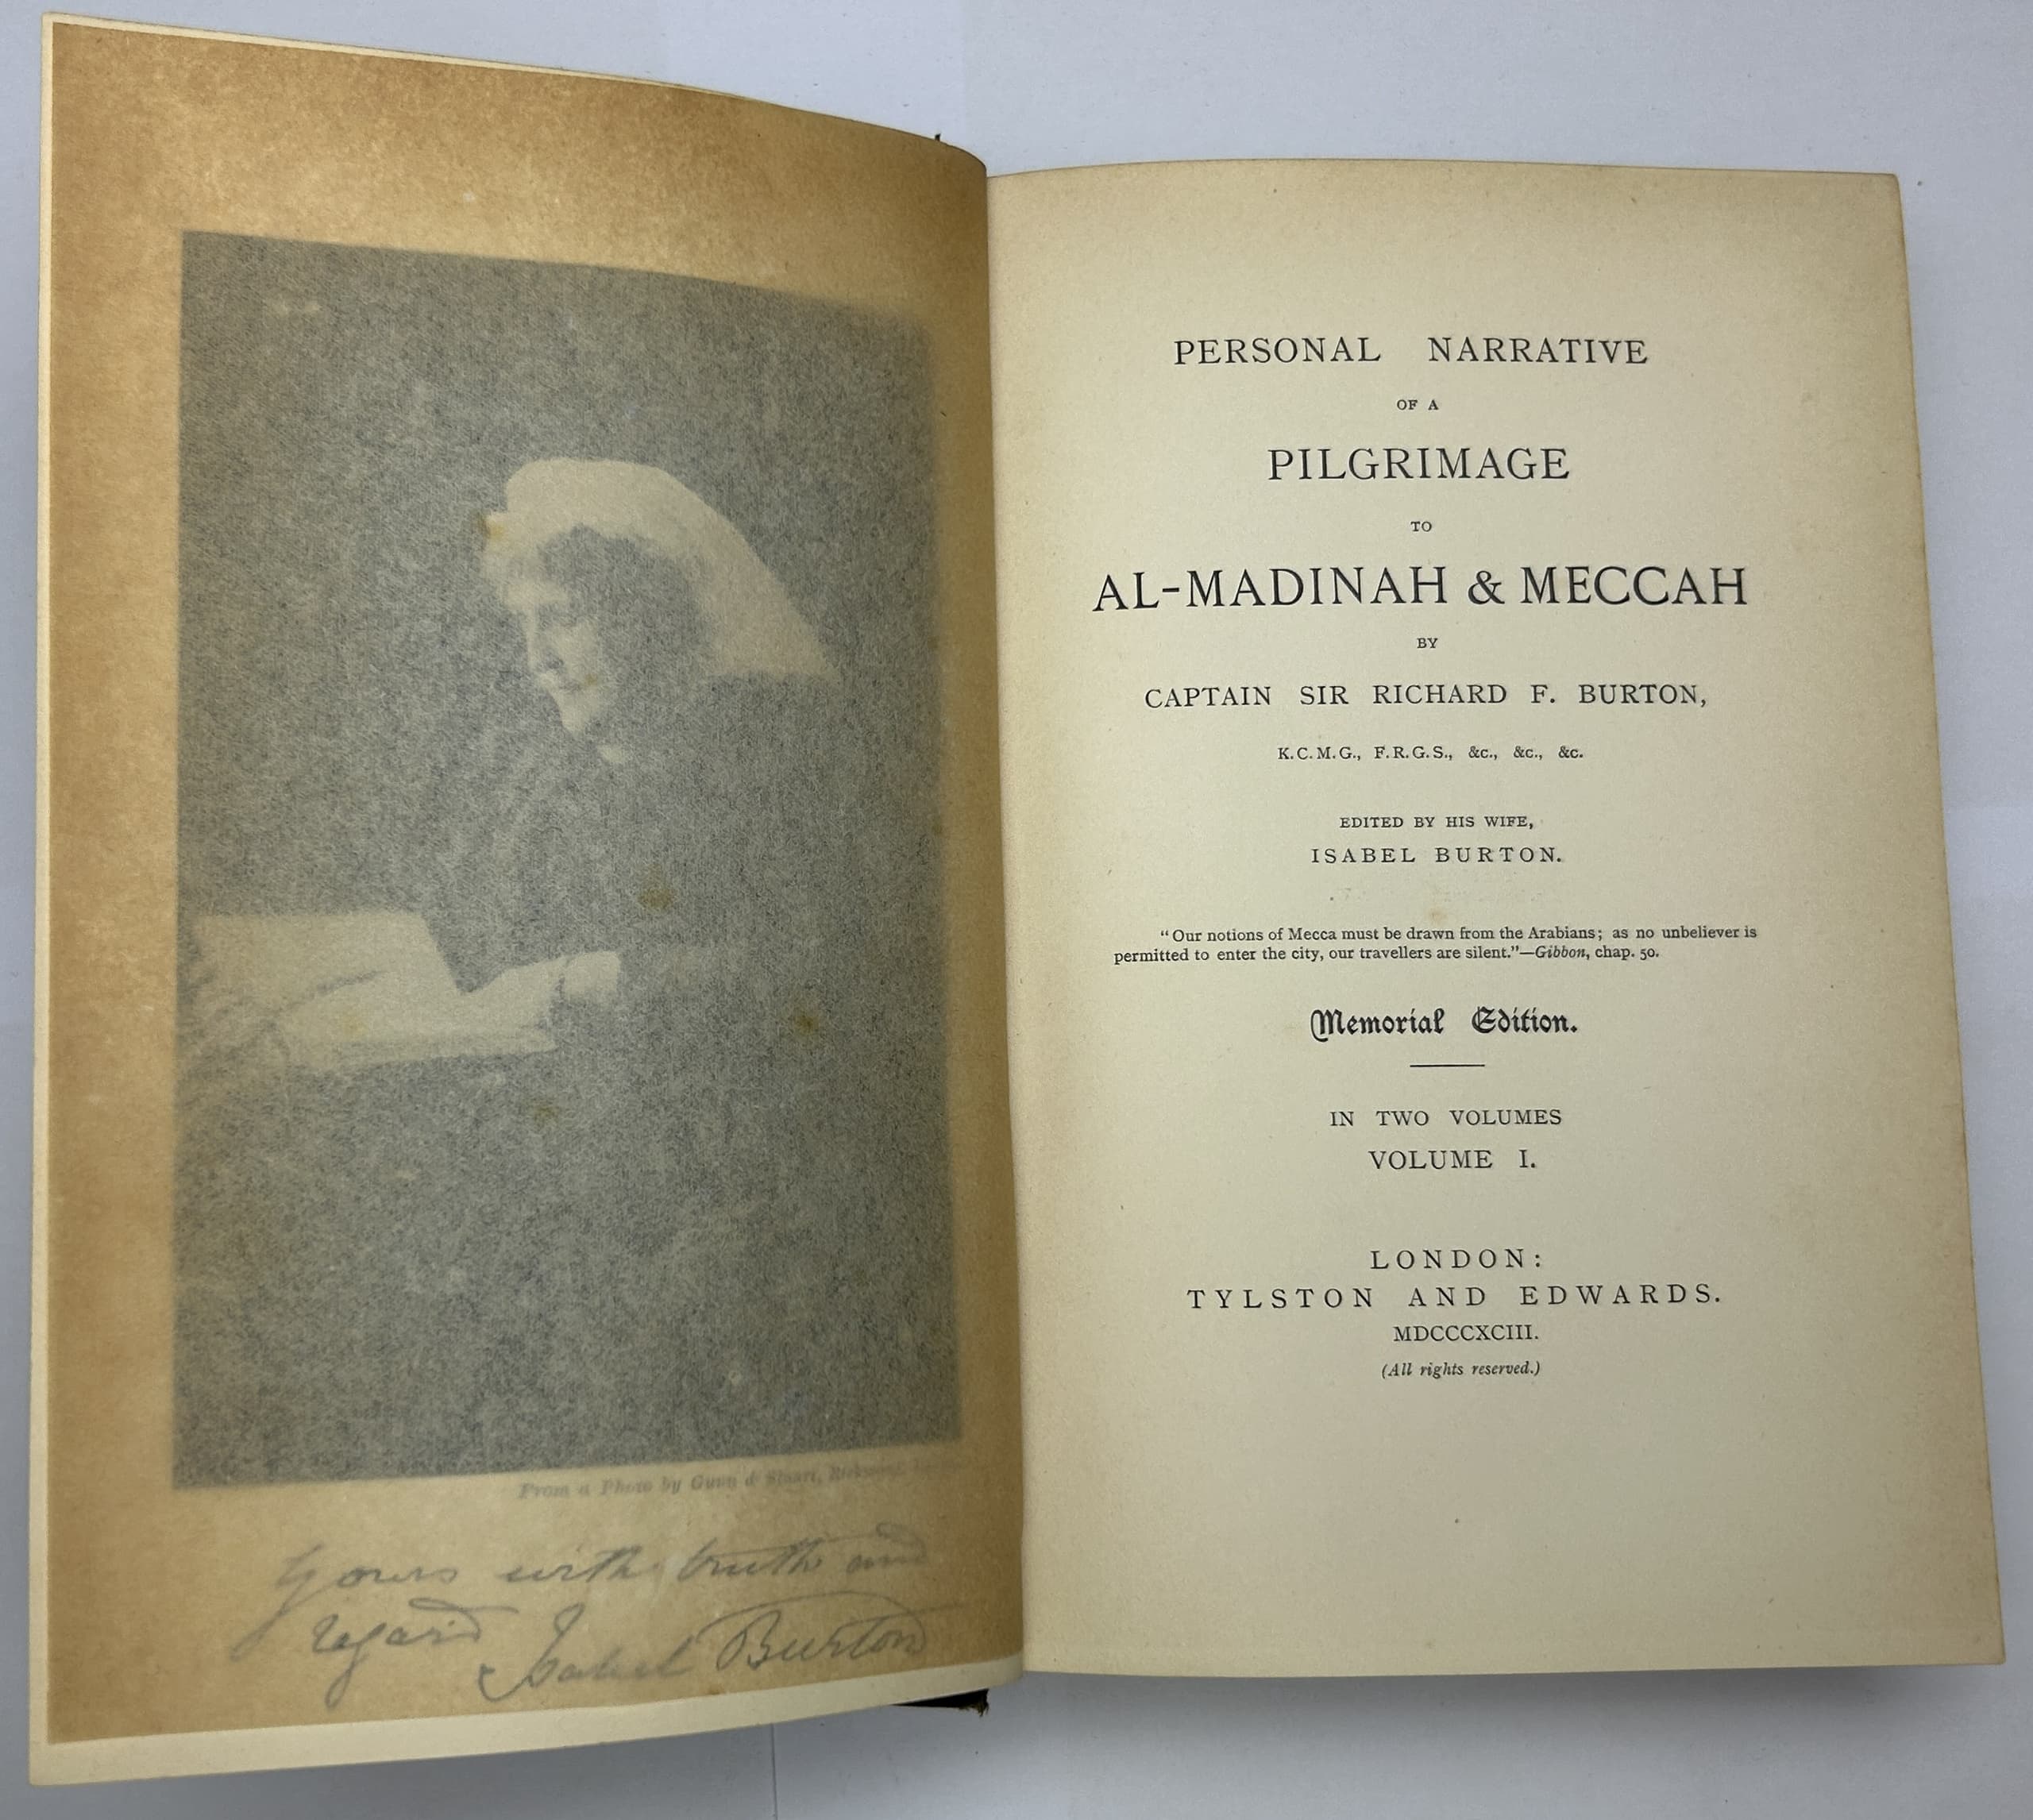 From a Photo by Gunn & Stuart, Richmond,
Yours with truth and
regard Isabel Burton
PERSONAL NARRATIVE
OF A
PILGRIMAGE
TO
AL-MADINAH & MECCAH
BY
CAPTAIN SIR RICHARD F. BURTON,
K.C.M.G., F.R.G.S., &c., &c., &c.
EDITED BY HIS WIFE,
ISABEL BURTON.
“Our notions of Mecca must be drawn from the Arabians; as no unbeliever is
permitted to enter the city, our travellers are silent.”—Gibbon, chap. 50.
Memorial Edition.
IN TWO VOLUMES
VOLUME I.
LONDON:
TYLSTON AND EDWARDS.
MDCCCXCIII.
(All rights reserved.)